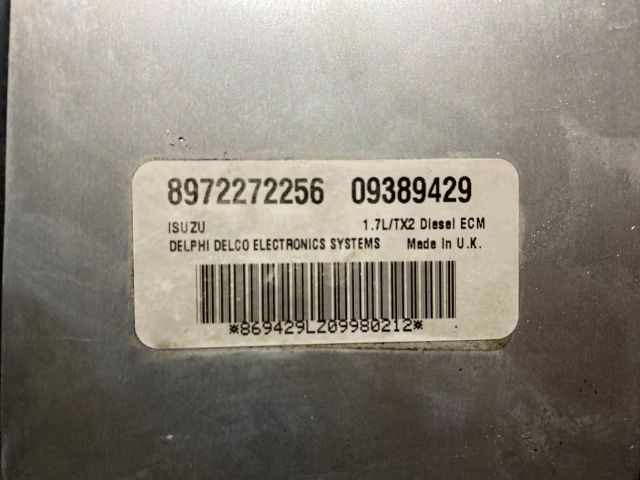 8972272256 09389429
ISUZU 1.7L/TX2 Diesel ECM
DELPHI DELCO ELECTRONICS SYSTEMS Made in U.K.
*869429LZ09980212*